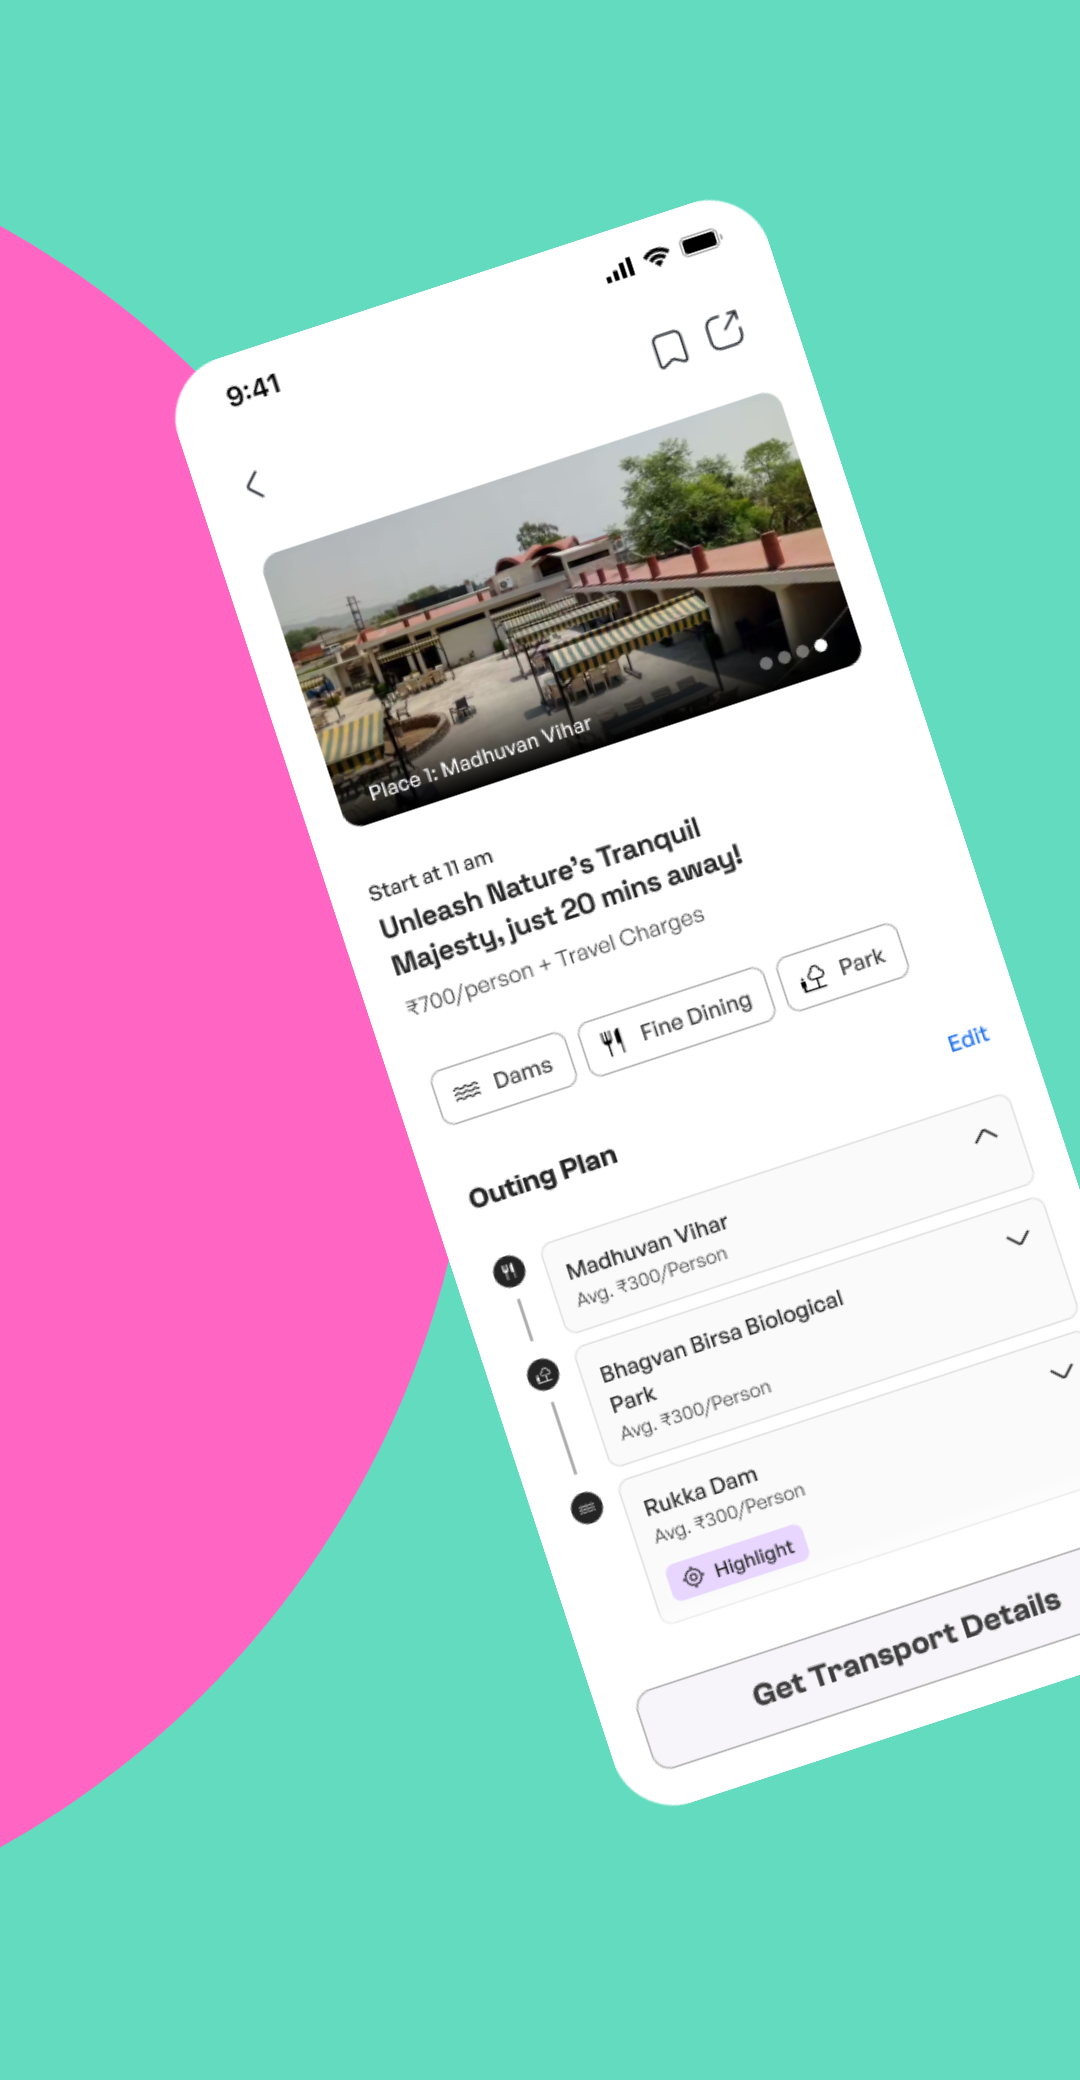 9:41
Place 1: Madhuvan Vihar
Start at 11 am
Unleash Nature’s Tranquil
Majesty, just 20 mins away!
₹700/person + Travel Charges
Dams
Fine Dining
Park
Edit
Outing Plan
Madhuvan Vihar
Avg. ₹300/Person
Bhagvan Birsa Biological
Park
Avg. ₹300/Person
Rukka Dam
Avg. ₹300/Person
Highlight
Get Transport Details